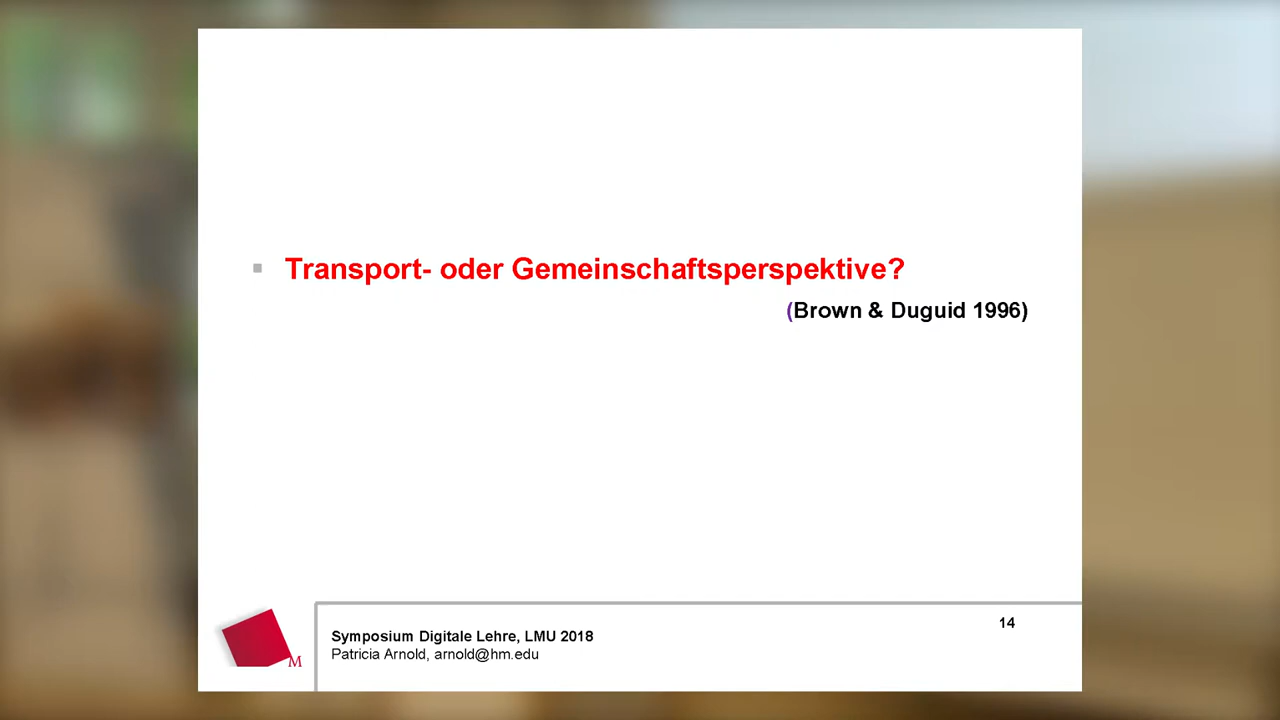 Transport- oder Gemeinschaftsperspektive?
(Brown & Duguid 1996)
14
Symposium Digitale Lehre, LMU 2018
Patricia Arnold, arnold@hm.edu
M